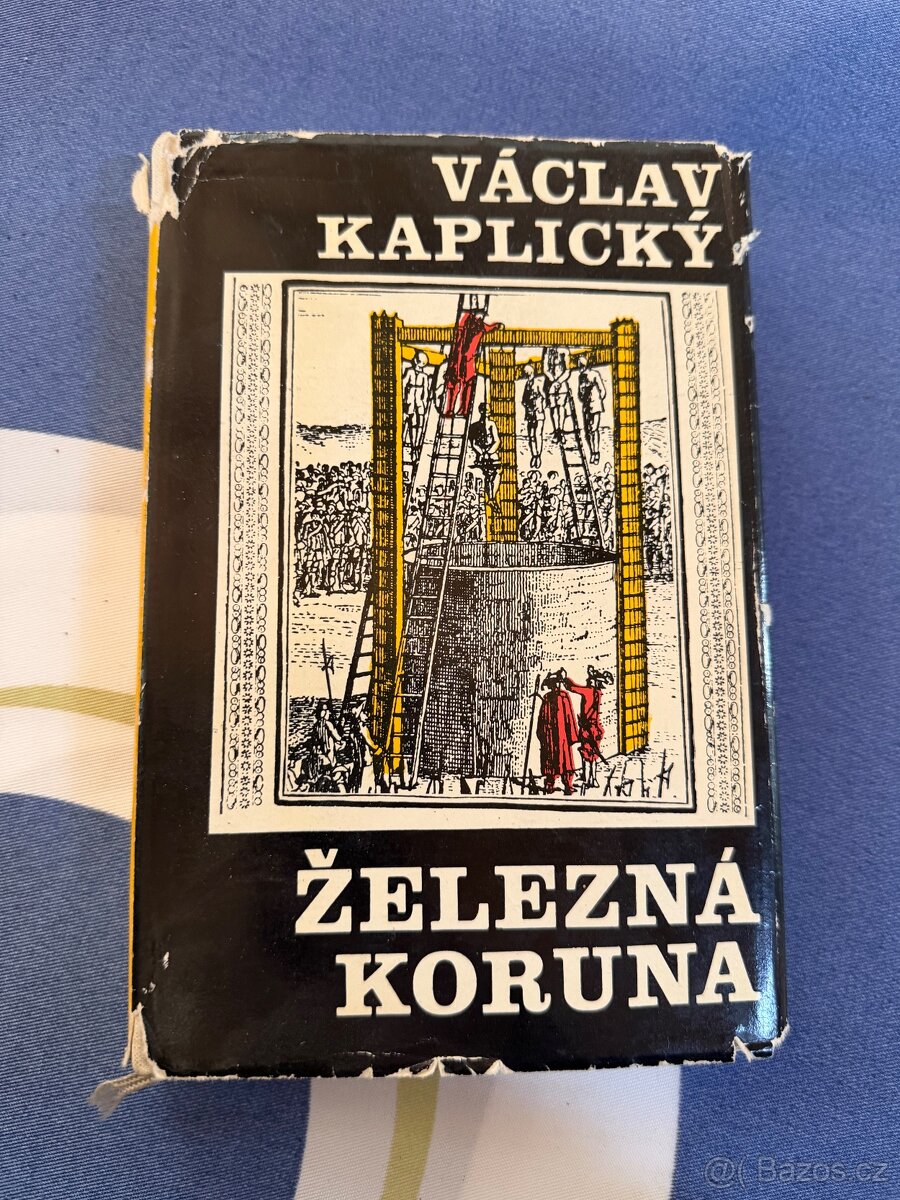 VÁCLAV
KAPLICKÝ
ŽELEZNÁ
KORUNA
@( Bazos.cz